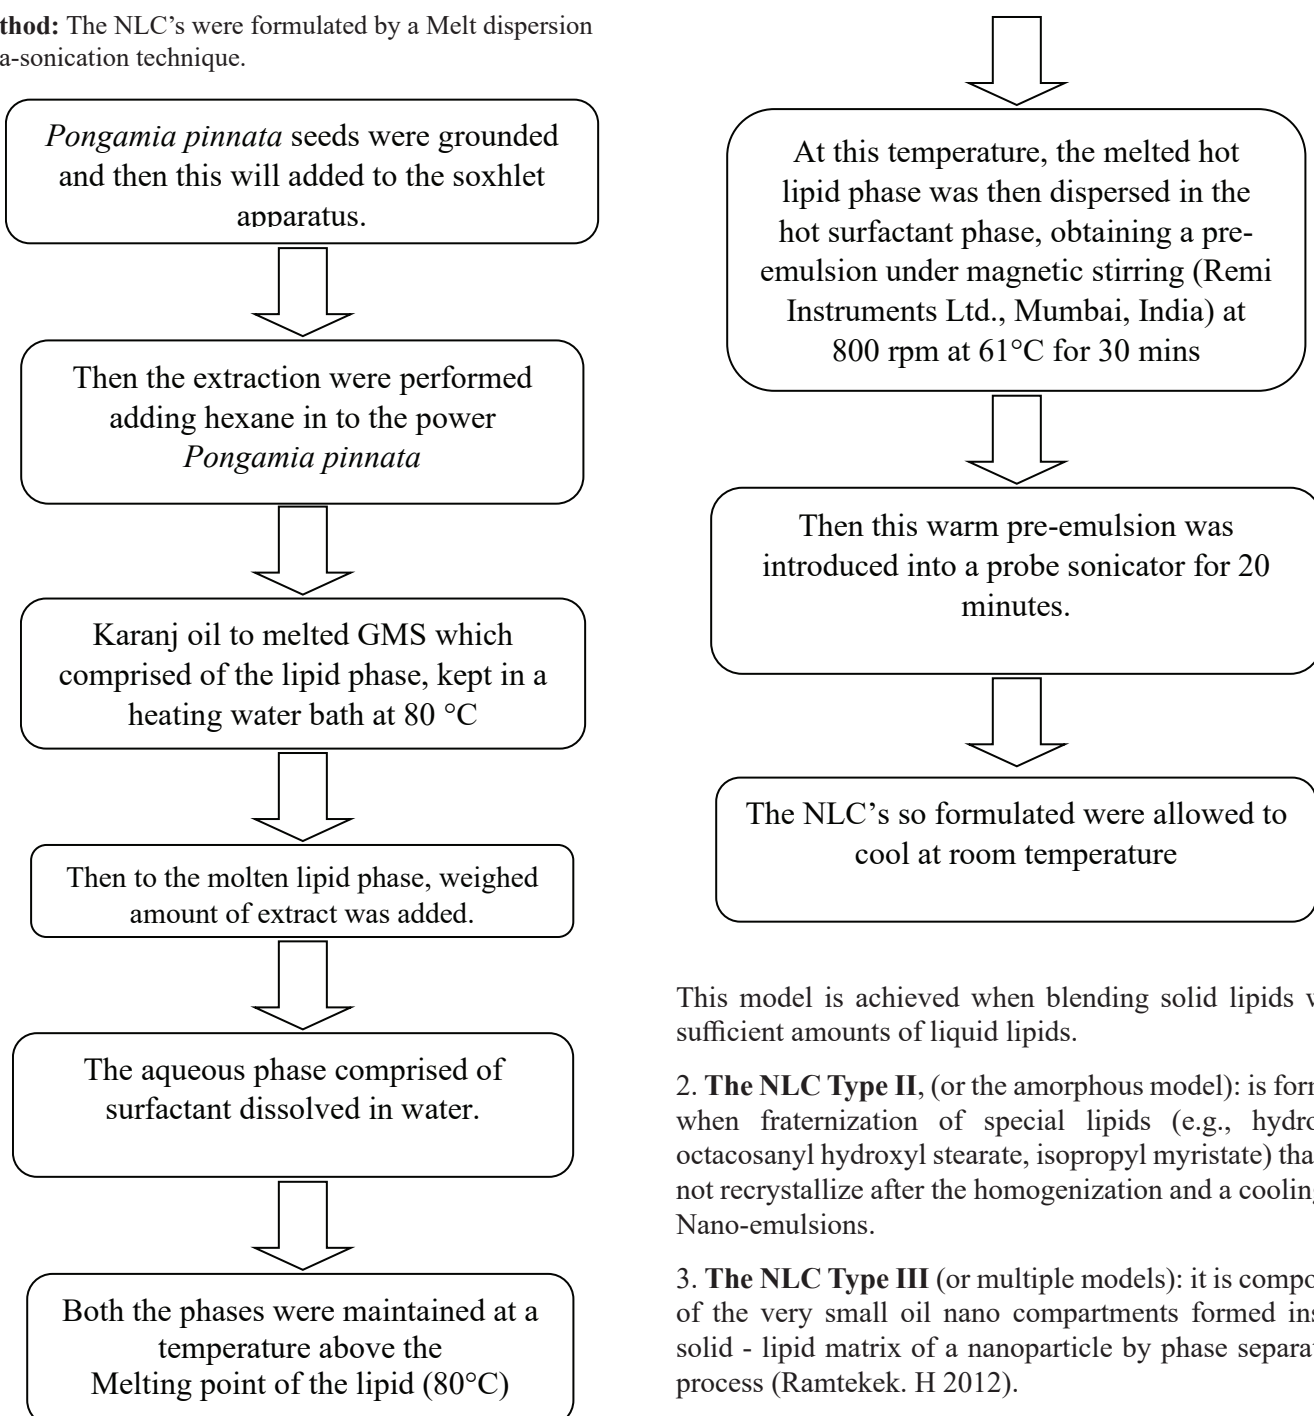 thod: The NLC's were formulated by a Melt dispersion
a-sonication technique.
Pongamia pinnata seeds were grounded
and then this will added to the soxhlet
apparatus.
Then the extraction were performed
adding hexane in to the power
Pongamia pinnata
Karanj oil to melted GMS which
comprised of the lipid phase, kept in a
heating water bath at 80 °C
Then to the molten lipid phase, weighed
amount of extract was added.
The aqueous phase comprised of
surfactant dissolved in water.
Both the phases were maintained at a
temperature above the
Melting point of the lipid (80°C)
At this temperature, the melted hot
lipid phase was then dispersed in the
hot surfactant phase, obtaining a pre-
emulsion under magnetic stirring (Remi
Instruments Ltd., Mumbai, India) at
800 rpm at 61°C for 30 mins
Then this warm pre-emulsion was
introduced into a probe sonicator for 20
minutes.
The NLC's so formulated were allowed to
cool at room temperature
This model is achieved when blending solid lipids w
sufficient amounts of liquid lipids.
2. The NLC Type II, (or the amorphous model): is form
when fraternization of special lipids (e.g., hydro
octacosanyl hydroxyl stearate, isopropyl myristate) tha
not recrystallize after the homogenization and a cooling
Nano-emulsions.
3. The NLC Type III (or multiple models): it is compo
of the very small oil nano compartments formed ins
solid - lipid matrix of a nanoparticle by phase separat
process (Ramtekek. H 2012).